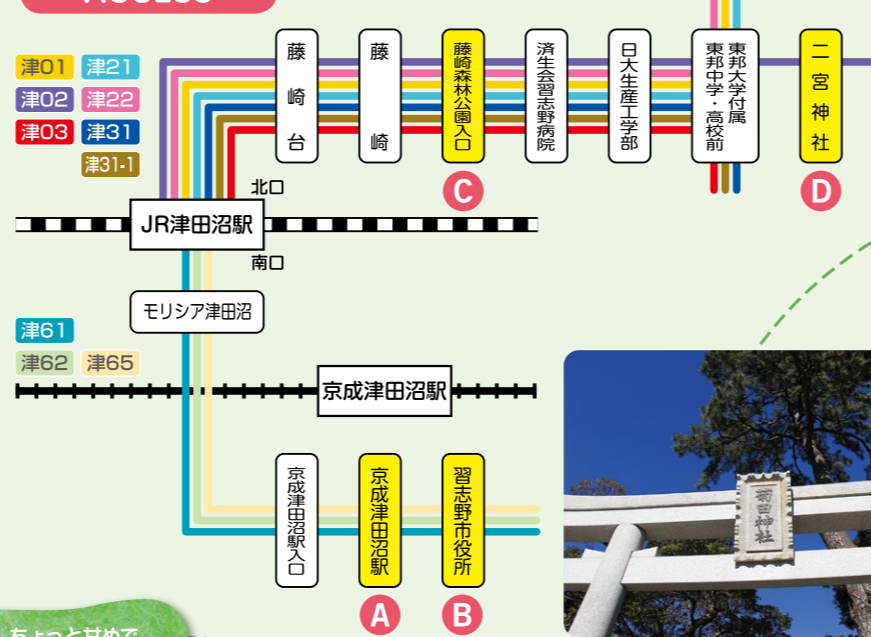 津01 津21
津02 津22
津03 津31
津31-1
藤崎台
藤崎
藤崎森林公園入口
済生会習志野病院
日大生産工学部
東邦大学付属
東邦中学・高校前
二宮神社
C
D
北口
JR津田沼駅
南口
モリシア津田沼
津61
津62 津65
京成津田沼駅
京成津田沼駅入口
京成津田沼駅
習志野市役所
A
B
菊田神社
ちょっと甘めで